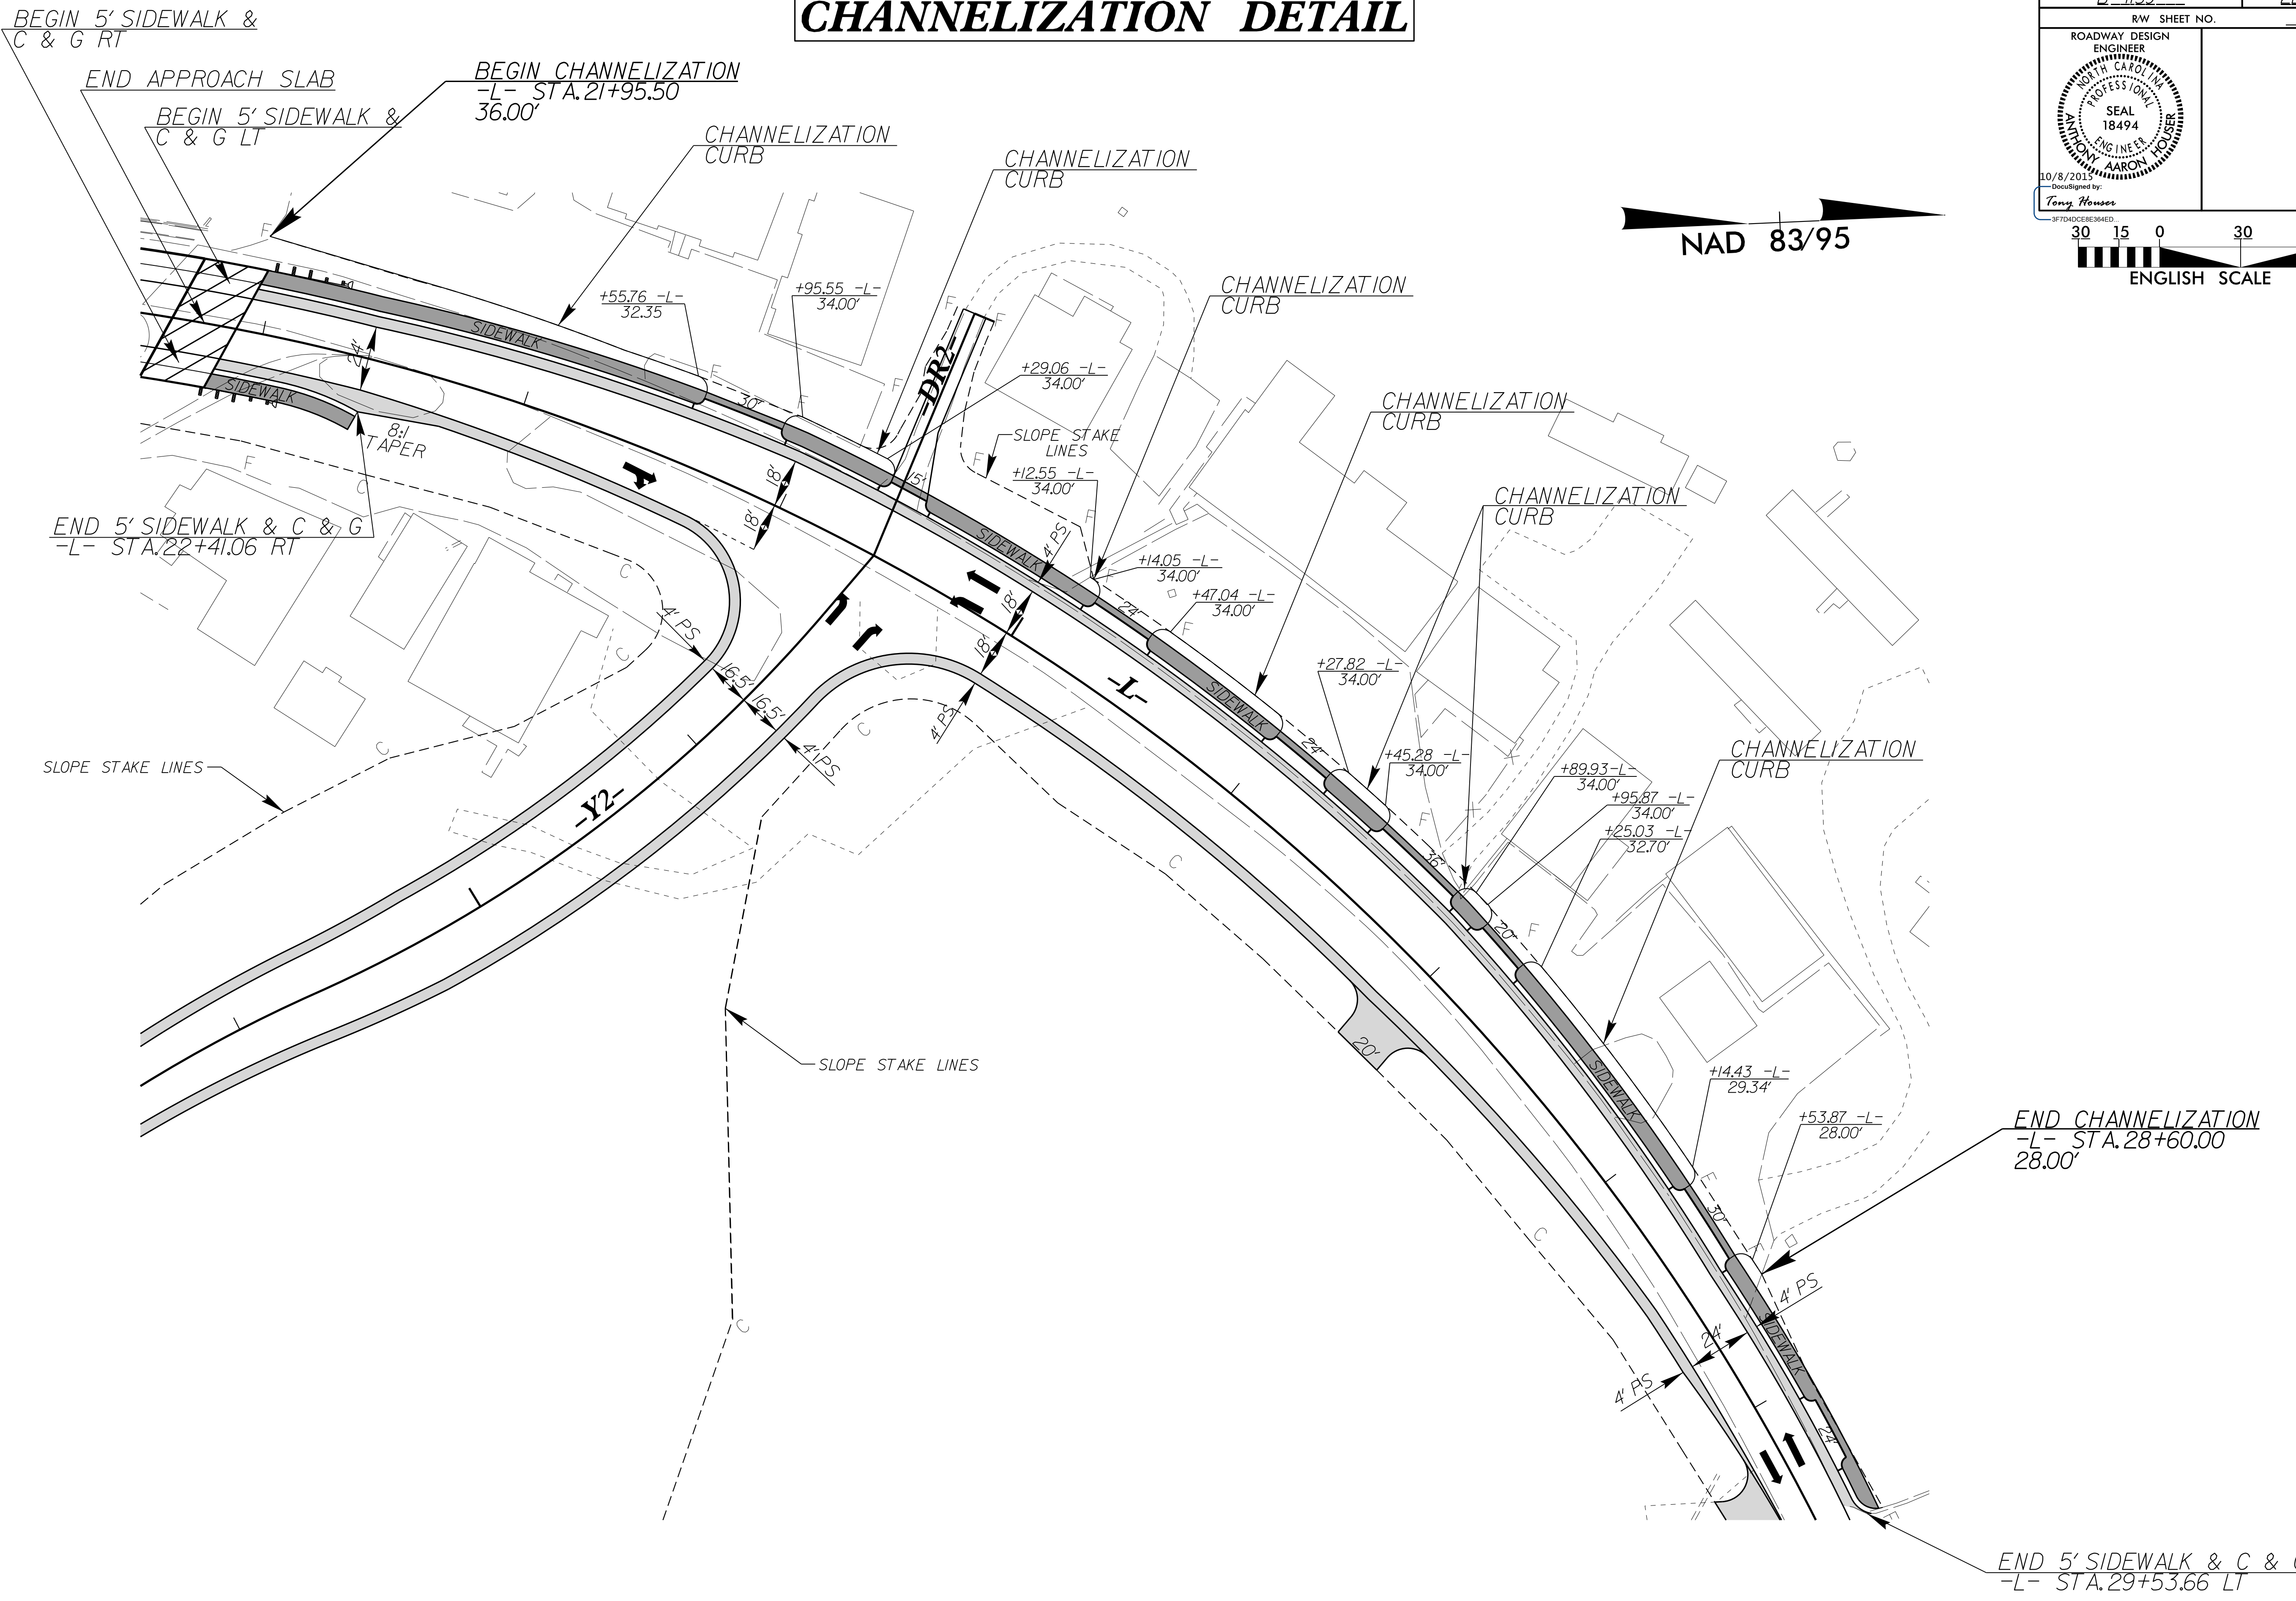 CHANNELIZATION DETAIL
BEGIN 5' SIDEWALK &
C & G RT
END APPROACH SLAB
BEGIN 5' SIDEWALK &
C & G LT
BEGIN CHANNELIZATION
-L- STA.21+95.50
36.00'
CHANNELIZATION
CURB
CHANNELIZATION
CURB
CHANNELIZATION
CURB
CHANNELIZATION
CURB
CHANNELIZATION
CURB
CHANNELIZATION
CURB
R/W SHEET NO.
ROADWAY DESIGN
ENGINEER
NORTH CAROLINA
PROFESSIONAL
SEAL
18494
ENGINEER
ANTHONY AARON HOUSER
10/8/2015
DocuSigned by:
Tony Houser
3F7D4DCE8E364ED...
30 15 0 30
ENGLISH SCALE
NAD 83/95
F
SIDEWALK
SIDEWALK
24'
8:1
TAPER
END 5' SIDEWALK & C & G
-L- STA.22+41.06 RT
+55.76 -L-
32.35
+95.55 -L-
34.00'
F
30'
F
F
-DR2-
F
F
+29.06 -L-
34.00'
SLOPE STAKE
LINES
F
+12.55 -L-
34.00'
15'
18'
18'
SIDEWALK
4' PS
F
F
+14.05 -L-
34.00'
+47.04 -L-
34.00'
24'
F
18'
18'
4' PS
F
C
C
C
C
4' PS
16.5'
16.5'
4' PS
C
-L-
SIDEWALK
24'
+27.82 -L-
34.00'
+45.28 -L-
34.00'
F
36'
+89.93-L-
34.00'
+95.87 -L-
34.00'
+25.03 -L-
32.70'
20'
F
SLOPE STAKE LINES
-Y2-
C
SLOPE STAKE LINES
C
20'
SIDEWALK
+14.43 -L-
29.34'
F
30'
+53.87 -L-
28.00'
F
END CHANNELIZATION
-L- STA.28+60.00
28.00'
C
4' PS
SIDEWALK
24'
4' PS
24'
F
END 5' SIDEWALK & C &
-L- STA.29+53.66 LT